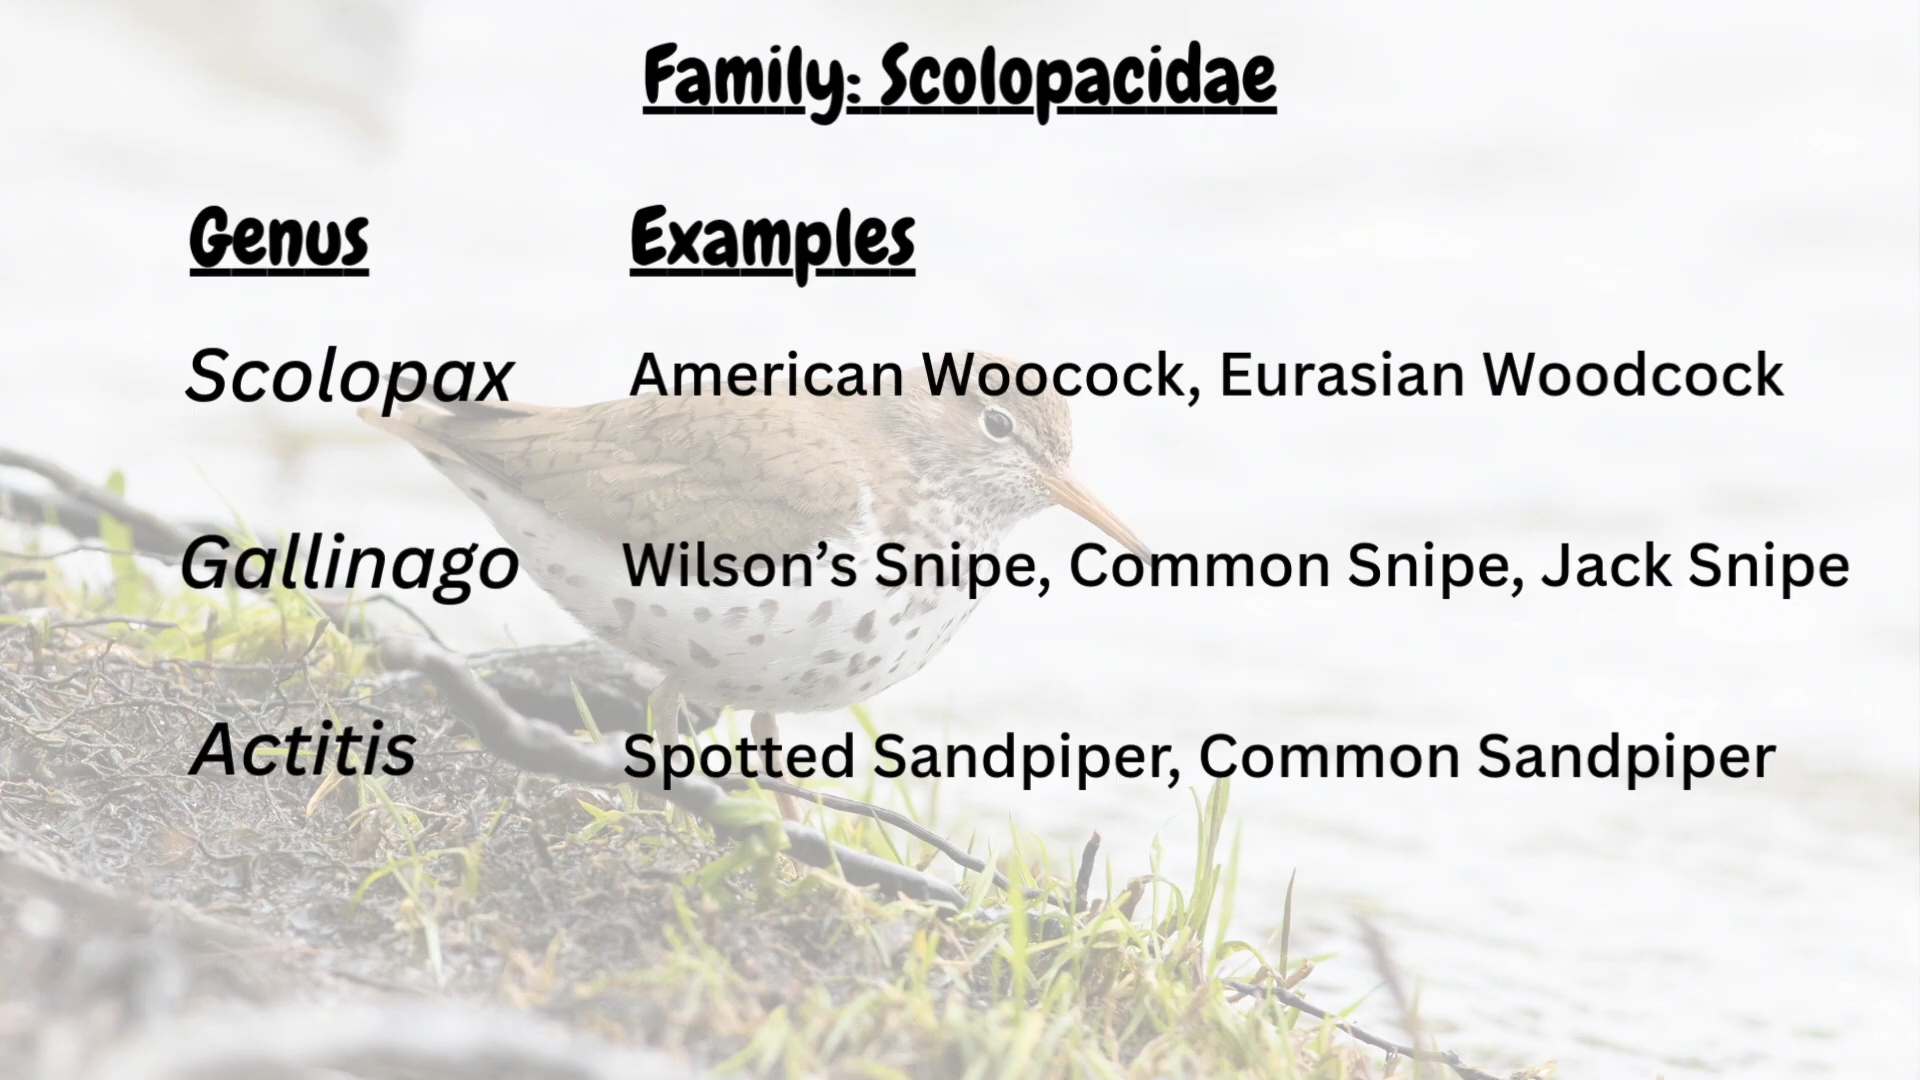 Family: Scolopacidae
Genus Examples
Scolopax American Woocock, Eurasian Woodcock
Gallinago Wilson’s Snipe, Common Snipe, Jack Snipe
Actitis Spotted Sandpiper, Common Sandpiper